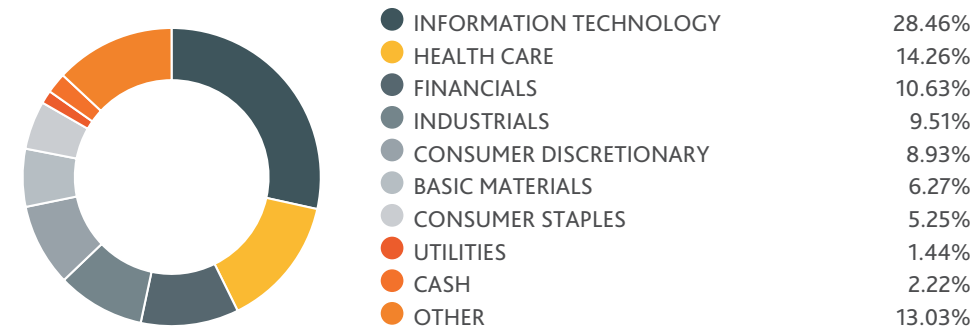 INFORMATION TECHNOLOGY 28.46%
HEALTH CARE 14.26%
FINANCIALS 10.63%
INDUSTRIALS 9.51%
CONSUMER DISCRETIONARY 8.93%
BASIC MATERIALS 6.27%
CONSUMER STAPLES 5.25%
UTILITIES 1.44%
CASH 2.22%
OTHER 13.03%